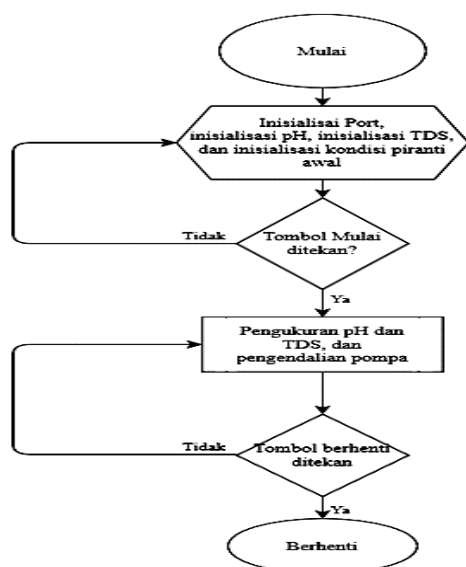 Mulai
Inisialisai Port,
inisialisasi pH, inisialisasi TDS,
dan inisialisasi kondisi piranti
awal
Tidak
Tombol Mulai
ditekan?
Ya
Pengukuran pH dan
TDS, dan
pengendalian pompa
Tidak
Tombol berhenti
ditekan
Ya
Berhenti